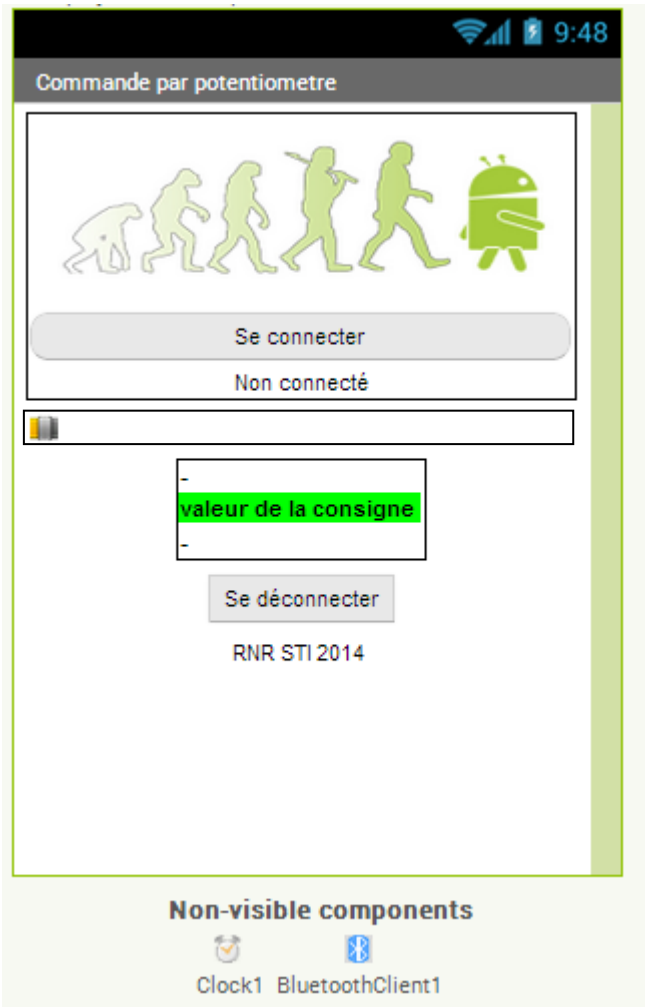 9:48
Commande par potentiometre
Se connecter
Non connecté
-
valeur de la consigne
-
Se déconnecter
RNR STI 2014
Non-visible components
Clock1 BluetoothClient1